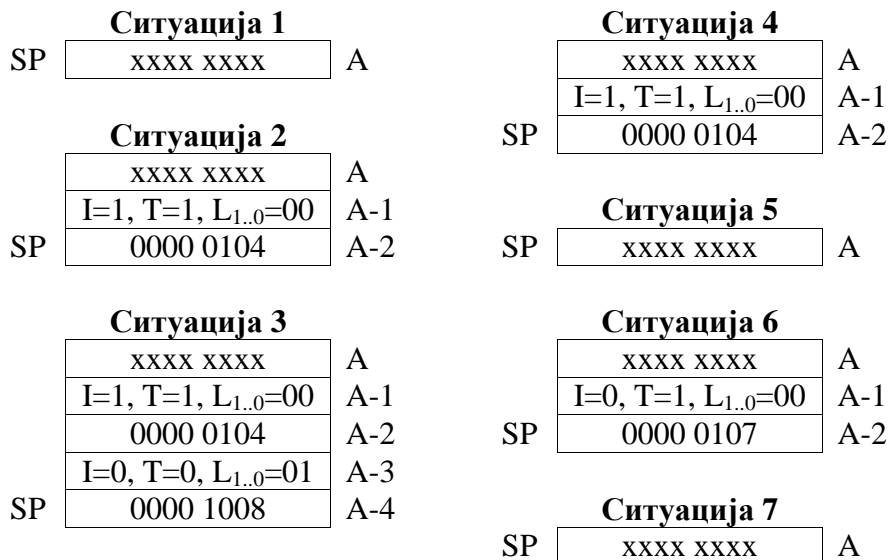 Ситуација 1
SP xxxx xxxx A
Ситуација 2
xxxx xxxx A
I=1, T=1, L1..0=00 A-1
SP 0000 0104 A-2
Ситуација 3
xxxx xxxx A
I=1, T=1, L1..0=00 A-1
0000 0104 A-2
I=0, T=0, L1..0=01 A-3
SP 0000 1008 A-4
Ситуација 4
xxxx xxxx A
I=1, T=1, L1..0=00 A-1
SP 0000 0104 A-2
Ситуација 5
SP xxxx xxxx A
Ситуација 6
xxxx xxxx A
I=0, T=1, L1..0=00 A-1
SP 0000 0107 A-2
Ситуација 7
SP xxxx xxxx A